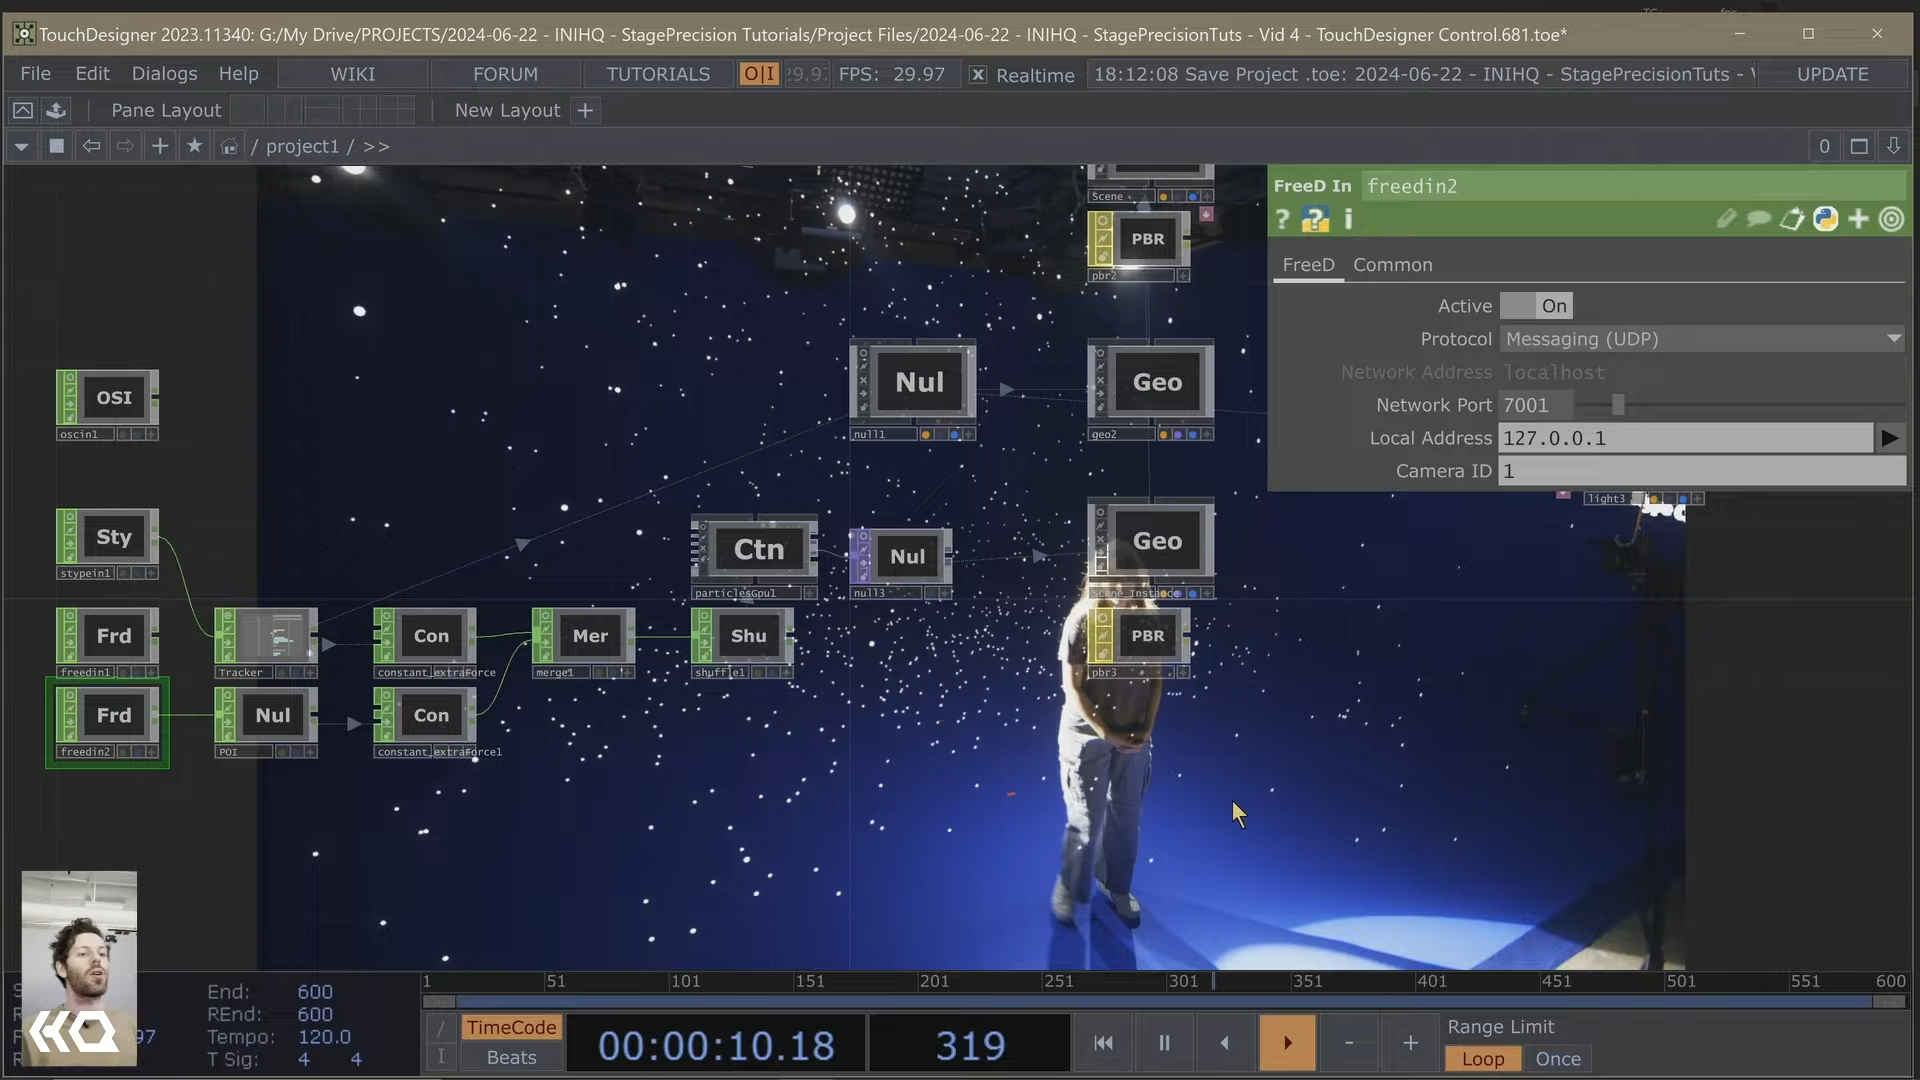 TouchDesigner 2023.11340: G:/My Drive/PROJECTS/2024-06-22 - INIHQ - StagePrecision Tutorials/Project Files/2024-06-22 - INIHQ - StagePrecisionTuts - Vid 4 - TouchDesigner Control.681.toe*
File Edit Dialogs Help WIKI FORUM TUTORIALS O|I FPS: 29.97 X Realtime 18:12:08 Save Project .toe: 2024-06-22 - INIHQ - StagePrecisionTuts - UPDATE
Pane Layout New Layout +
/ project1 / >> 0
Scene
FreeD In freedin2
PBR
pbr2
FreeD Common
Active On
Protocol Messaging (UDP)
Network Address localhost
Network Port 7001
Local Address 127.0.0.1
Camera ID 1
Nul
null1
Geo
geo2
OSI
oscin1
light3
Sty
stypein1
Ctn
particlesGpu1
Nul
null3
Geo
Scene_Instance
Frd
freedin1
Tracker
Con
constant_extraForce
Mer
merge1
Shu
shuffle1
PBR
pbr3
Frd
freedin2
Nul
POI
Con
constant_extraForce1
1 51 101 151 201 251 301 351 401 451 501 551 600
End: 600
REnd: 600
Tempo: 120.0
T Sig: 4 4
97
HQ
TimeCode
Beats
00:00:10.18
319
Range Limit
Loop Once